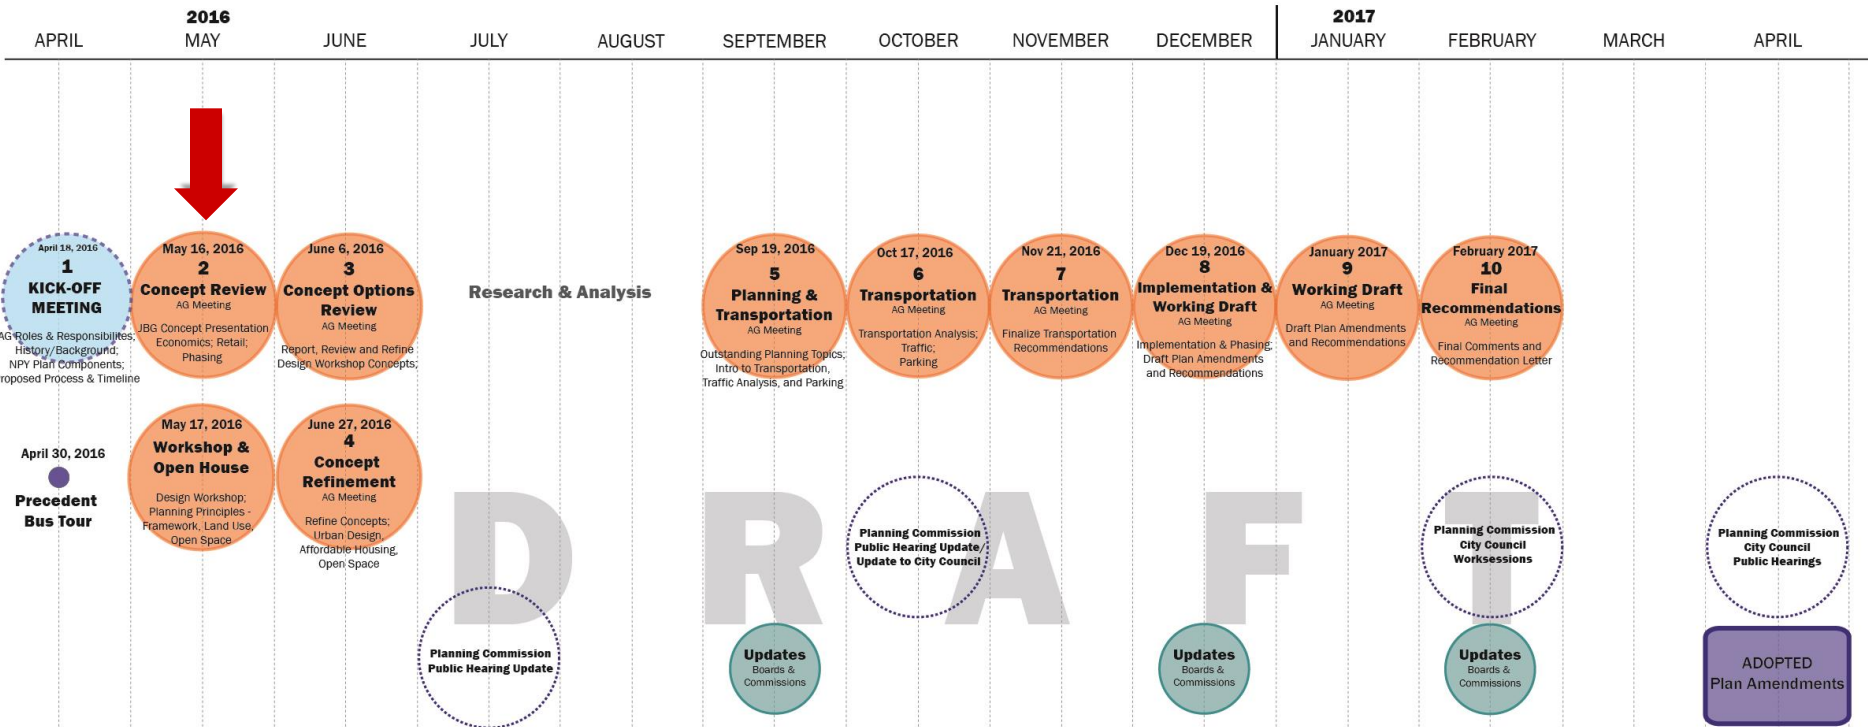 2016
2017
APRIL
MAY
JUNE
JULY
AUGUST
SEPTEMBER
OCTOBER
NOVEMBER
DECEMBER
JANUARY
FEBRUARY
MARCH
APRIL
April 18, 2016
1
KICK-OFF
MEETING
AG Roles & Responsibilites;
History/Background;
NPY Plan Components;
roposed Process & Timeline
May 16, 2016
2
Concept Review
AG Meeting
JBG Concept Presentation
Economics; Retail;
Phasing
June 6, 2016
3
Concept Options
Review
AG Meeting
Report, Review and Refine
Design Workshop Concepts;
Research & Analysis
Sep 19, 2016
5
Planning &
Transportation
AG Meeting
Outstanding Planning Topics;
Intro to Transportation,
Traffic Analysis, and Parking
Oct 17, 2016
6
Transportation
AG Meeting
Transportation Analysis;
Traffic;
Parking
Nov 21, 2016
7
Transportation
AG Meeting
Finalize Transportation
Recommendations
Dec 19, 2016
8
Implementation &
Working Draft
AG Meeting
Implementation & Phasing;
Draft Plan Amendments
and Recommendations
January 2017
9
Working Draft
AG Meeting
Draft Plan Amendments
and Recommendations
February 2017
10
Final
Recommendations
AG Meeting
Final Comments and
Recommendation Letter
April 30, 2016
Precedent
Bus Tour
May 17, 2016
Workshop &
Open House
Design Workshop;
Planning Principles -
Framework, Land Use,
Open Space
June 27, 2016
4
Concept
Refinement
AG Meeting
Refine Concepts;
Urban Design,
Affordable Housing,
Open Space
DRAFT
Planning Commission
Public Hearing Update
Planning Commission
Public Hearing Update/
Update to City Council
Planning Commission
City Council
Worksessions
Planning Commission
City Council
Public Hearings
Updates
Boards &
Commissions
Updates
Boards &
Commissions
Updates
Boards &
Commissions
ADOPTED
Plan Amendments